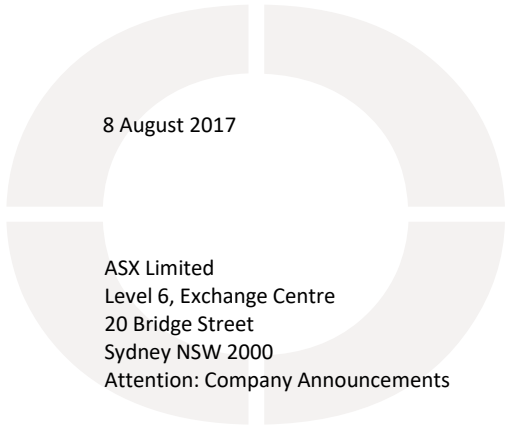 8 August 2017
ASX Limited
Level 6, Exchange Centre
20 Bridge Street
Sydney NSW 2000
Attention: Company Announcements